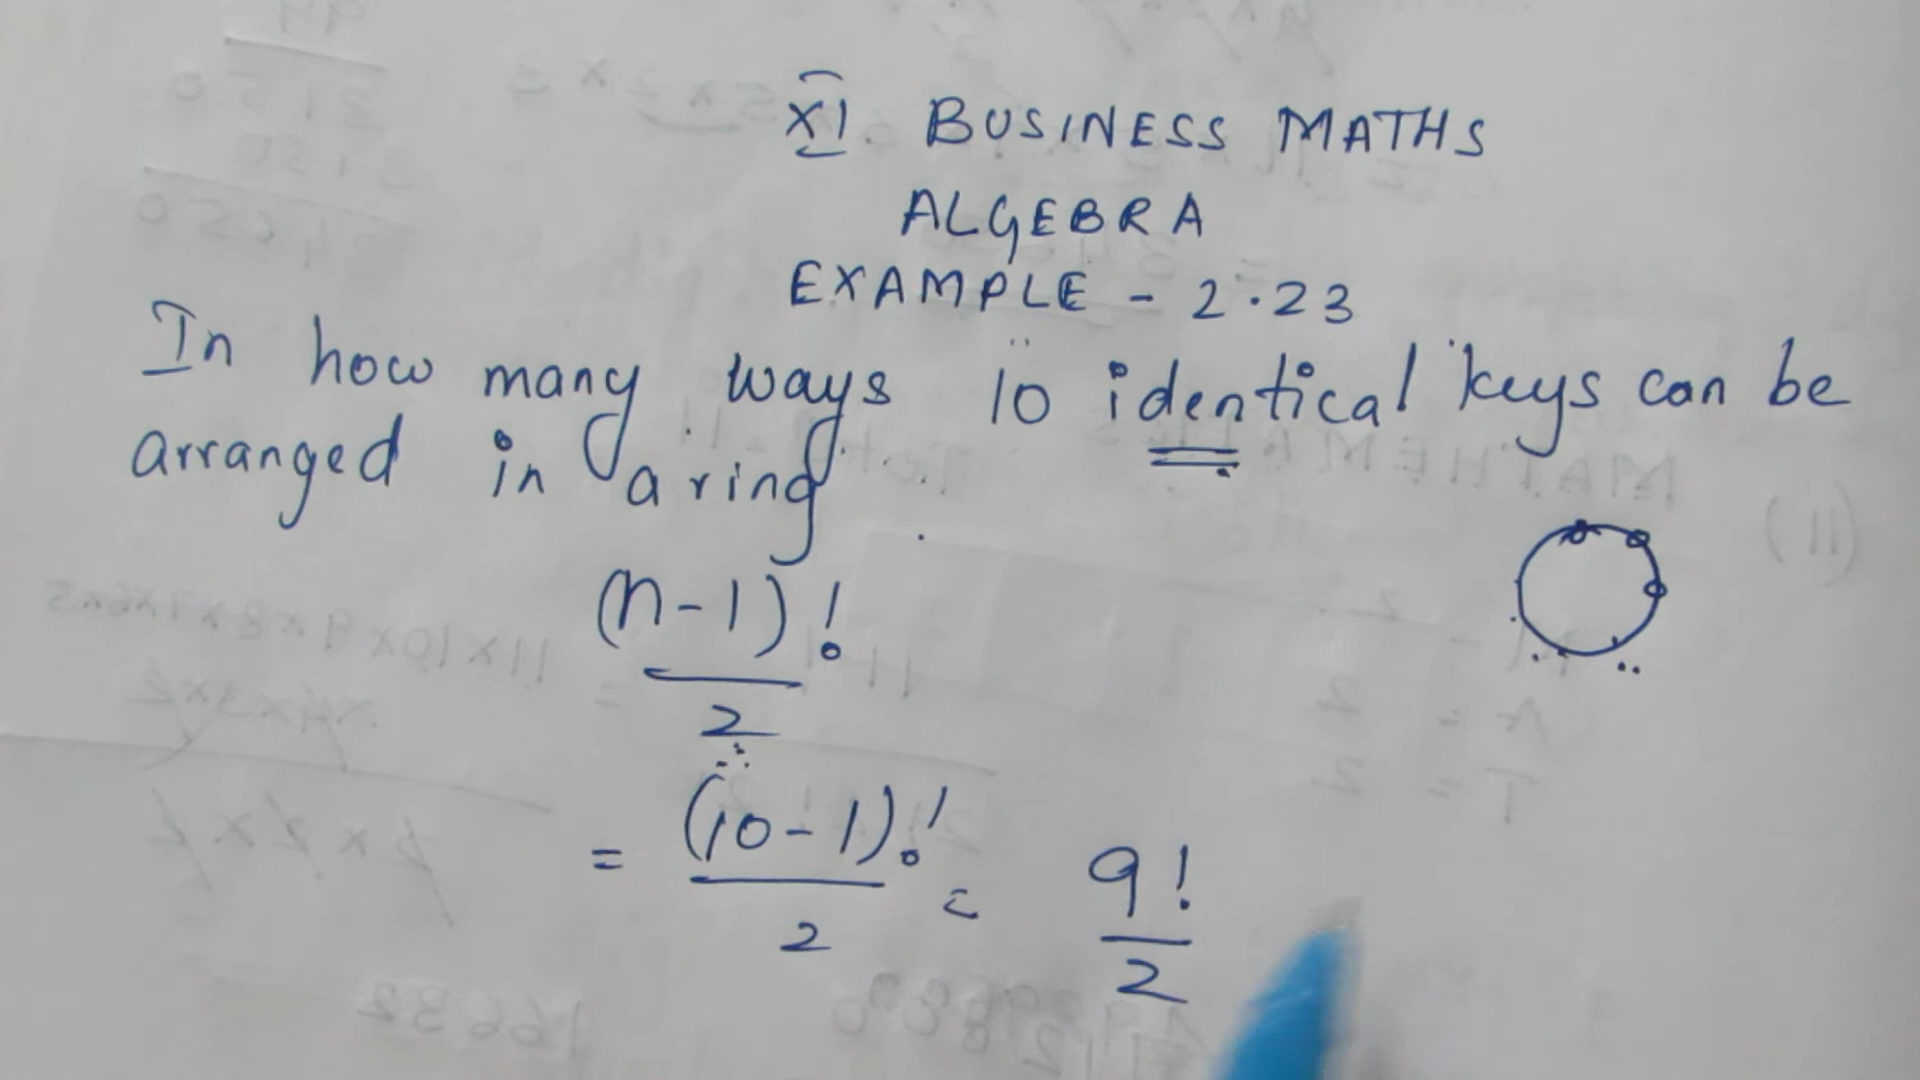 XI BUSINESS MATHS
ALGEBRA
EXAMPLE - 2.23
In how many ways 10 identical keys can be
arranged in a ring
(n-1)!
2
= (10-1)! = 9!
2 2